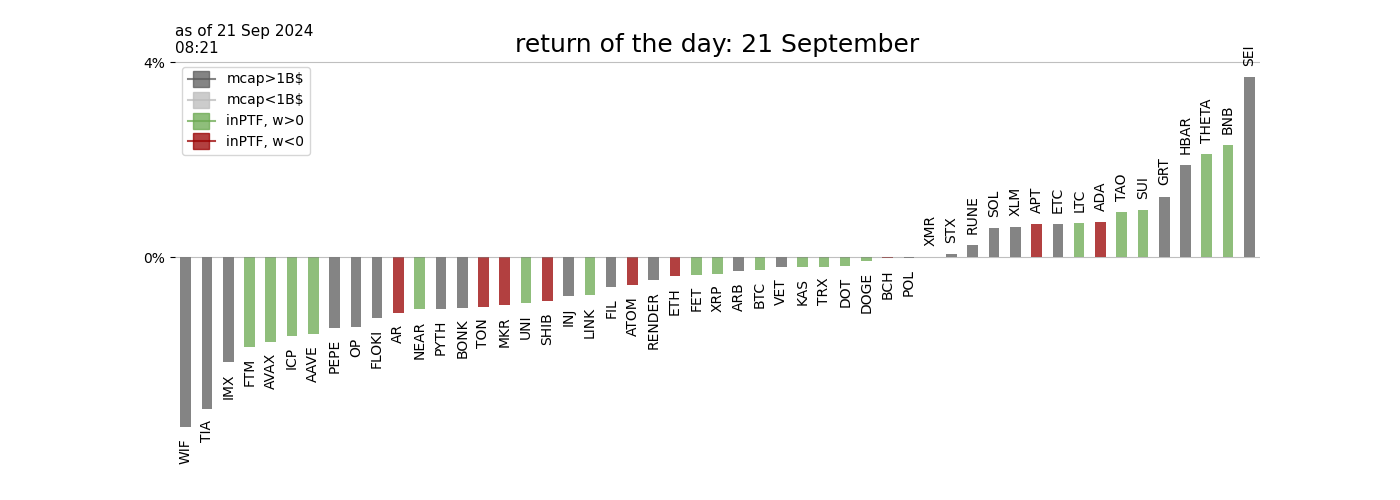 as of 21 Sep 2024
08:21
return of the day: 21 September
4%
mcap>1B$
mcap<1B$
inPTF, w>0
inPTF, w<0
0%
WIF
TIA
IMX
FTM
AVAX
ICP
AAVE
PEPE
OP
FLOKI
AR
NEAR
PYTH
BONK
TON
MKR
UNI
SHIB
INJ
LINK
FIL
ATOM
RENDER
ETH
FET
XRP
ARB
BTC
VET
KAS
TRX
DOT
DOGE
BCH
POL
XMR
STX
RUNE
SOL
XLM
APT
ETC
LTC
ADA
TAO
SUI
GRT
HBAR
THETA
BNB
SEI